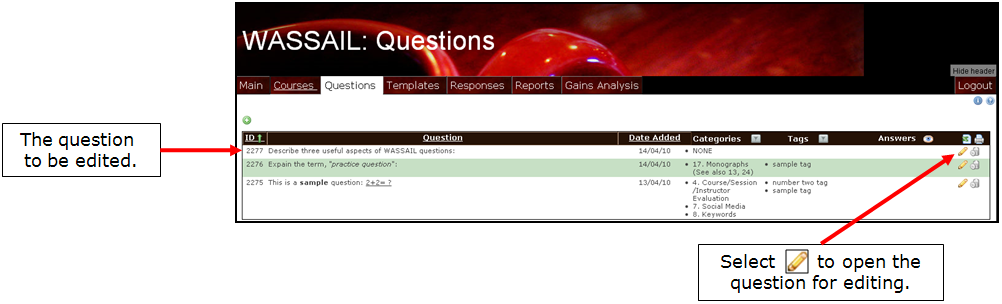 WASSAIL: Questions
Hide header
Main Courses Questions Templates Responses Reports Gains Analysis Logout
The question
to be edited.
ID Question Date Added Categories Tags Answers
2277 Describe three useful aspects of WASSAIL questions: 14/04/10 • NONE
2276 Expain the term, "practice question": 14/04/10 • 17. Monographs • sample tag
(See also 13, 24)
2275 This is a sample question: 2+2= ? 13/04/10 • 4. Course/Session • number two tag
/Instructor • sample tag
Evaluation
• 7. Social Media
• 8. Keywords
Select to open the
question for editing.